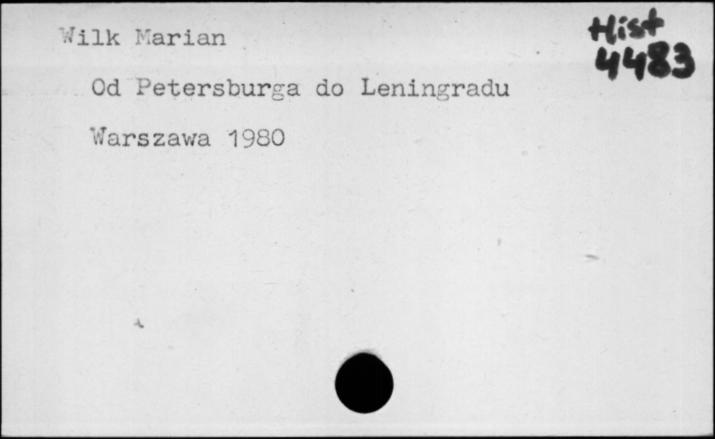 Wilk Marian
Hist
4483
Od Petersburga do Leningradu
Warszawa 1980